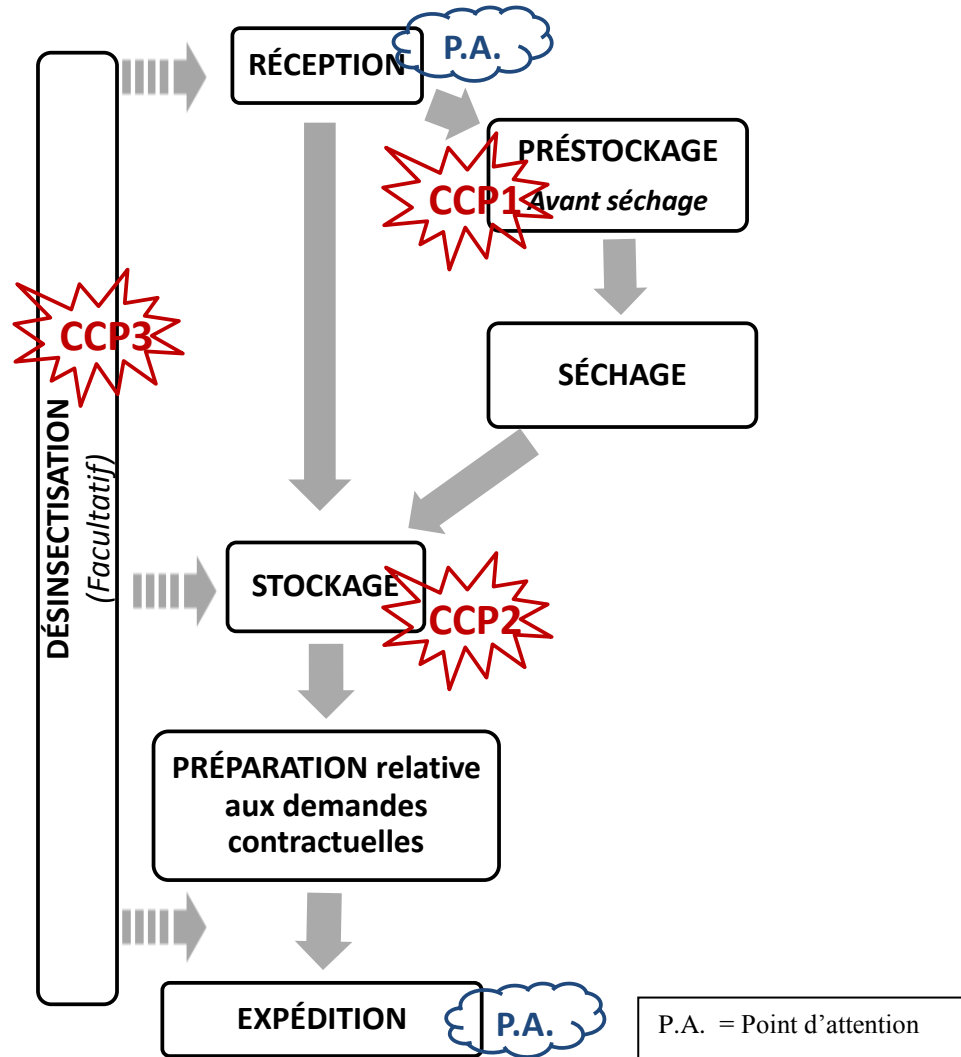 RÉCEPTION
P.A.
PRÉSTOCKAGE
Avant séchage
CCP1
SÉCHAGE
CCP3
DÉSINSECTISATION
(Facultatif)
STOCKAGE
CCP2
PRÉPARATION relative
aux demandes
contractuelles
EXPÉDITION
P.A.
P.A. = Point d’attention